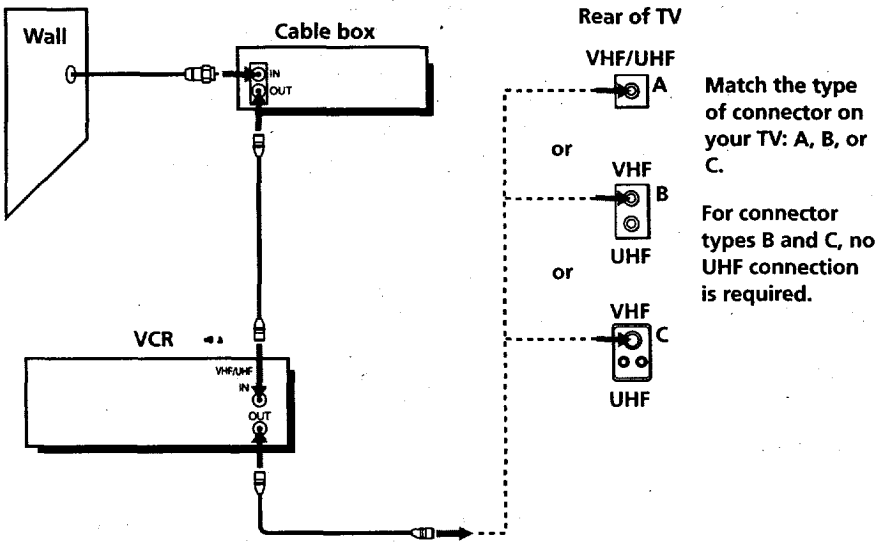 Wall
Cable box
IN
OUT
VCR
VHF/UHF
IN
OUT
Rear of TV
VHF/UHF
A
or
VHF
B
UHF
or
VHF
C
UHF
Match the type
of connector on
your TV: A, B, or
C.
For connector
types B and C, no
UHF connection
is required.